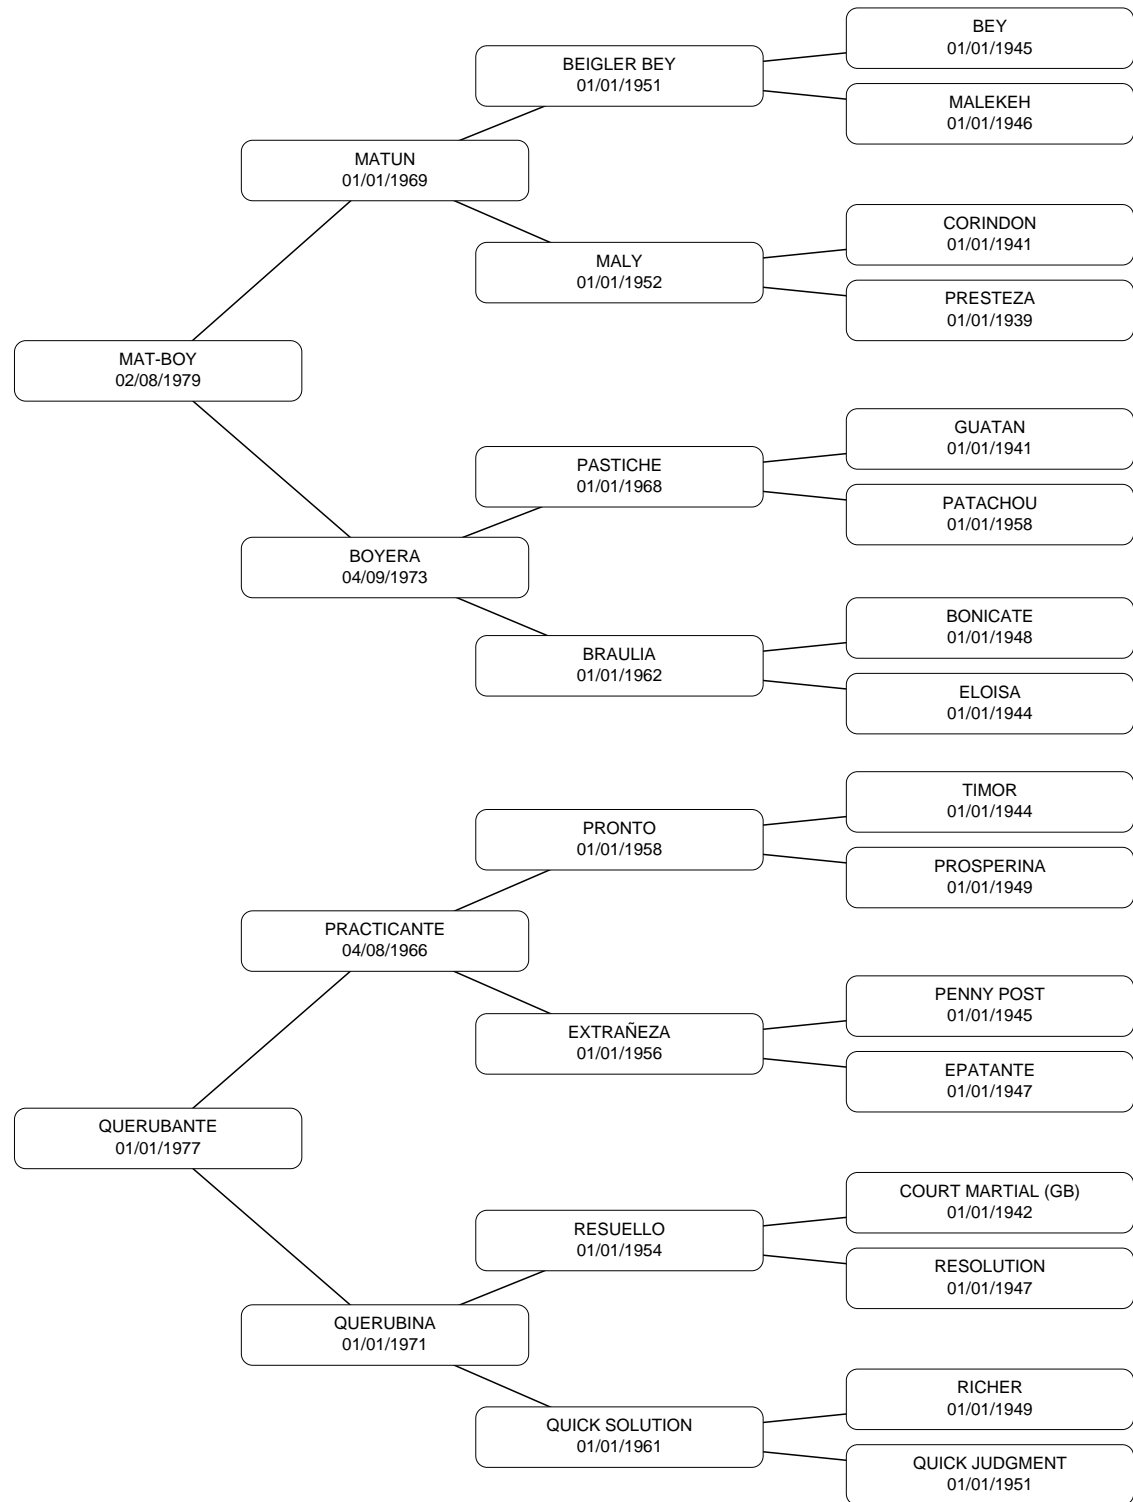 BEY
01/01/1945
BEIGLER BEY
01/01/1951
MALEKEH
01/01/1946
MATUN
01/01/1969
CORINDON
01/01/1941
MALY
01/01/1952
PRESTEZA
01/01/1939
MAT-BOY
02/08/1979
GUATAN
01/01/1941
PASTICHE
01/01/1968
PATACHOU
01/01/1958
BOYERA
04/09/1973
BONICATE
01/01/1948
BRAULIA
01/01/1962
ELOISA
01/01/1944
TIMOR
01/01/1944
PRONTO
01/01/1958
PROSPERINA
01/01/1949
PRACTICANTE
04/08/1966
PENNY POST
01/01/1945
EXTRAÑEZA
01/01/1956
EPATANTE
01/01/1947
QUERUBANTE
01/01/1977
COURT MARTIAL (GB)
01/01/1942
RESUELLO
01/01/1954
RESOLUTION
01/01/1947
QUERUBINA
01/01/1971
RICHER
01/01/1949
QUICK SOLUTION
01/01/1961
QUICK JUDGMENT
01/01/1951